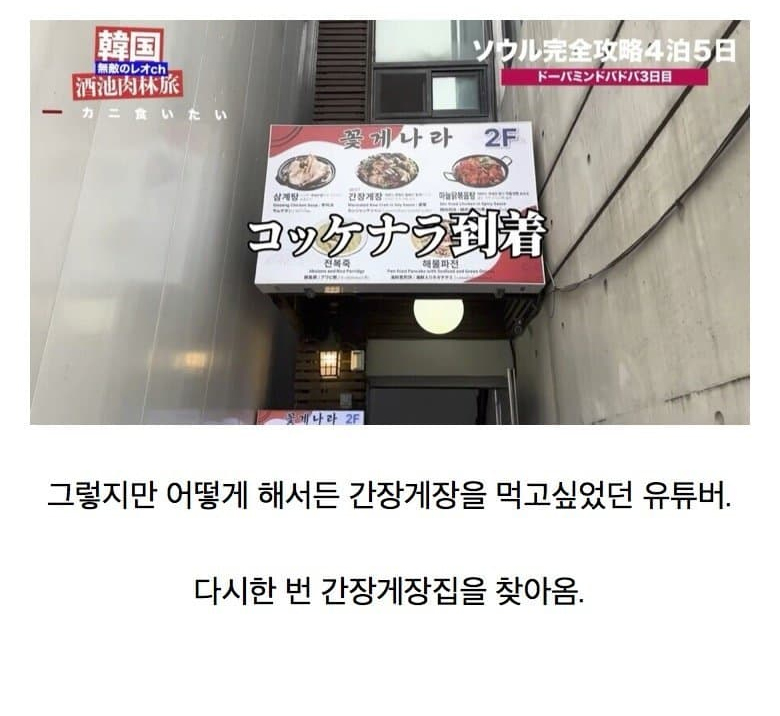 韓国
無敵のレオch
酒池肉林旅
カニ食いたい
ソウル完全攻略4泊5日
ドーパミンドバドバ3日目
꽃게나라 2F
삼계탕 간장게장 마늘닭볶음탕
コッケナラ到着
전복죽 해물파전
꽃게나라 2F
그렇지만 어떻게 해서든 간장게장을 먹고싶었던 유튜버.
다시한 번 간장게장집을 찾아옴.